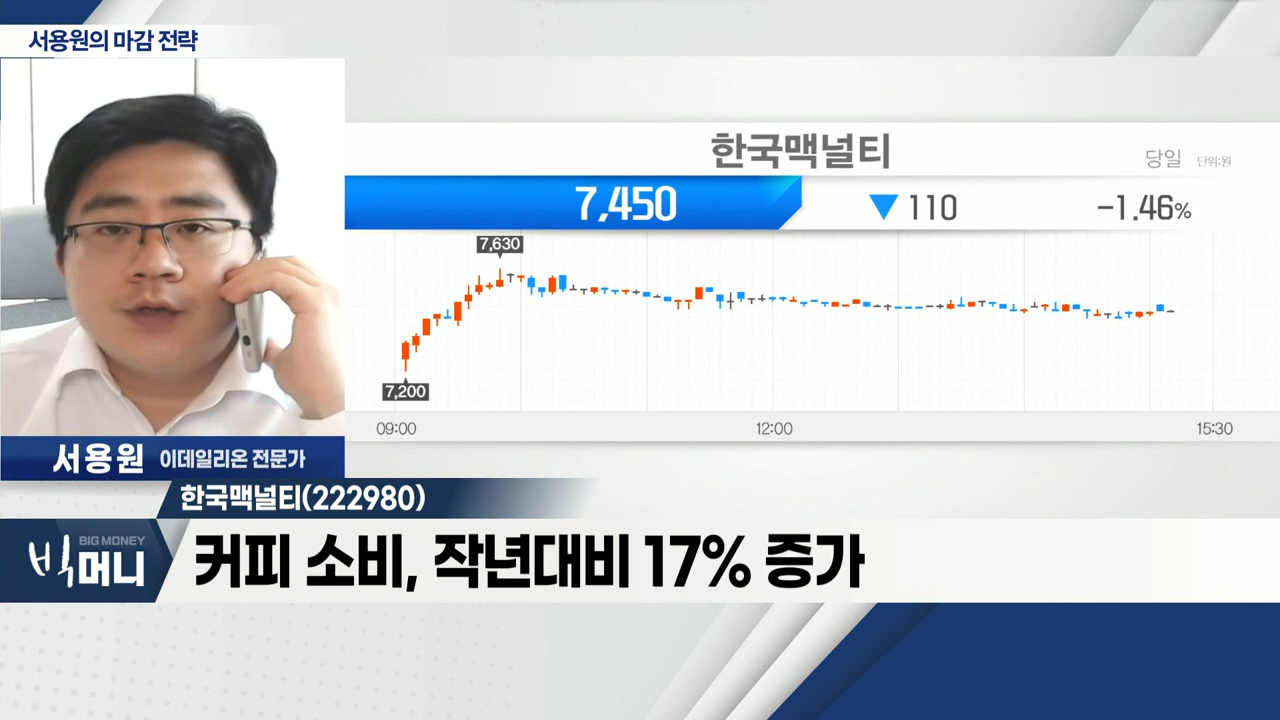 서용원의 마감 전략
한국맥널티
당일 단위:원
7,450 ▼110 -1.46%
7,630
7,200
09:00 12:00 15:30
서용원 이데일리온 전문가
한국맥널티(222980)
BIG MONEY
빅머니
커피 소비, 작년대비 17% 증가